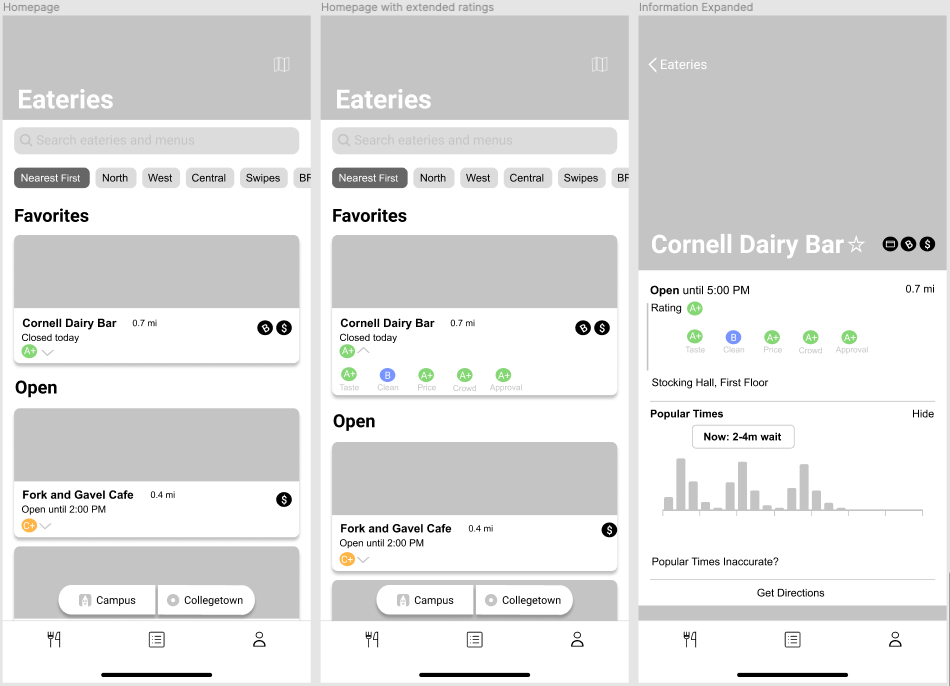 Homepage
Eateries
Search eateries and menus
Nearest First North West Central Swipes BR
Favorites
Cornell Dairy Bar 0.7 mi
B $
Closed today
A+
Open
Fork and Gavel Cafe 0.4 mi
$
Open until 2:00 PM
C+
Campus Collegetown
Homepage with extended ratings
Eateries
Search eateries and menus
Nearest First North West Central Swipes BR
Favorites
Cornell Dairy Bar 0.7 mi
B $
Closed today
A+
A+ B A+ A+ A+
Taste Clean Price Crowd Approval
Open
Fork and Gavel Cafe 0.4 mi
$
Open until 2:00 PM
C+
Campus Collegetown
Information Expanded
Eateries
Cornell Dairy Bar
B $
Open until 5:00 PM 0.7 mi
Rating A+
A+ B A+ A+ A+
Taste Clean Price Crowd Approval
Stocking Hall, First Floor
Popular Times Hide
Now: 2-4m wait
Popular Times Inaccurate?
Get Directions